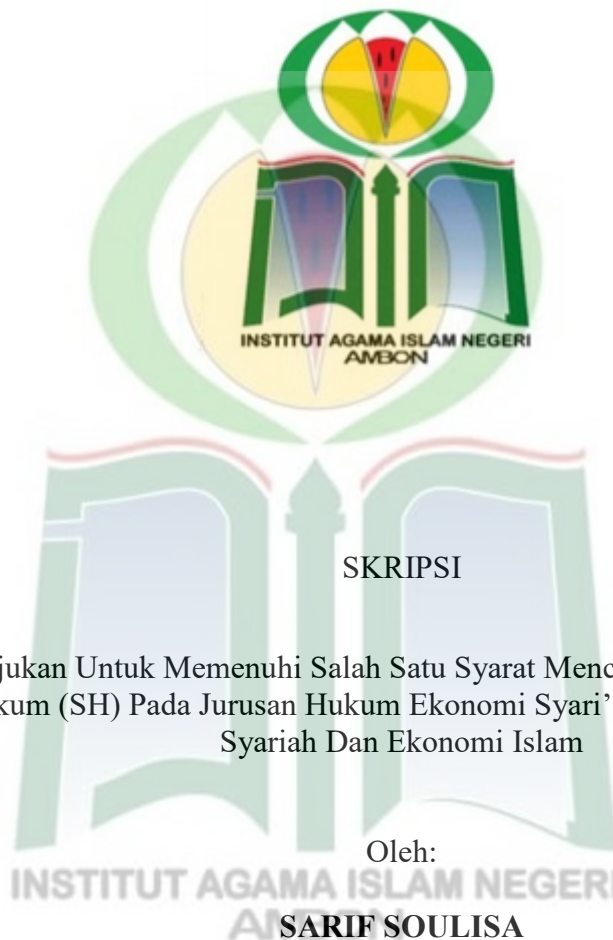 INSTITUT AGAMA ISLAM NEGERI
AMBON
SKRIPSI
Untuk Memenuhi Salah Satu Syarat
(SH) Pada Jurusan Hukum Ekonomi
Syariah Dan Ekonomi Islam
Oleh:
INSTITUT AGAMA ISLAM
AMBON
SARIF SOULISA